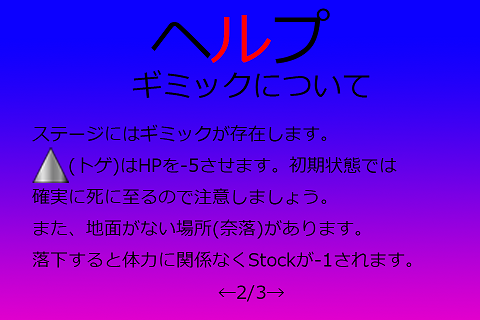 ヘルプ
ギミックについて
ステージにはギミックが存在します。
(トゲ)はHPを-5させます。初期状態では
確実に死に至るので注意しましょう。
また、地面がない場所(奈落)があります。
落下すると体力に関係なくStockが-1されます。
←2/3→